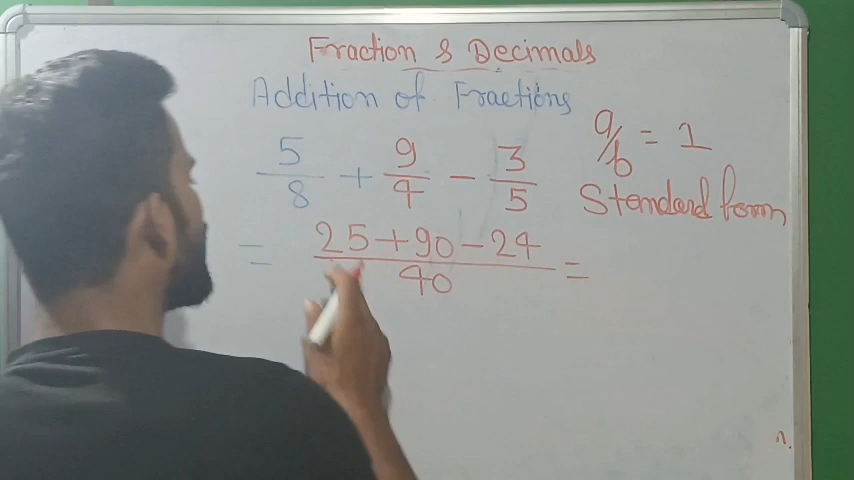 Fraction & Decimals
Addition of Fractions
5/8 + 9/4 - 3/5
a/b = 1
Standard form
= 25+90-24/40 =